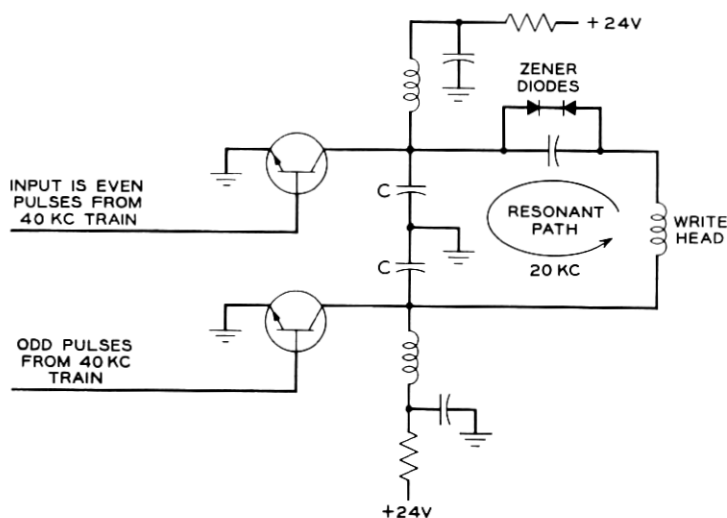 +24V
ZENER
DIODES
INPUT IS EVEN
PULSES FROM
40 KC TRAIN
C
RESONANT
PATH
20 KC
WRITE
HEAD
C
ODD PULSES
FROM 40 KC
TRAIN
+24V